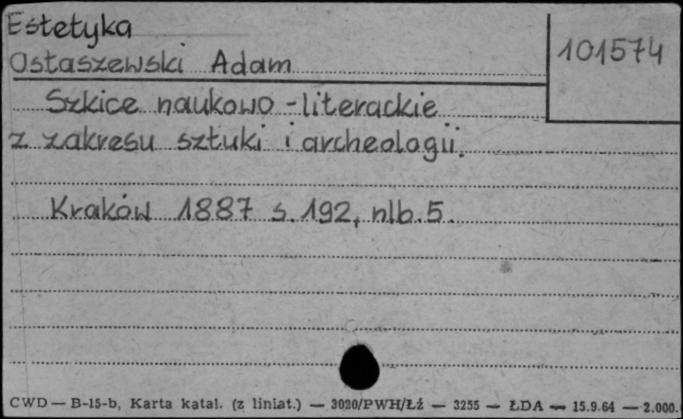 Estetyka
101574
Ostaszewski Adam
Szkice naukowo-literackie
z zakresu sztuki i archeologii.
Kraków 1887 s. 192, nlb. 5.
CWD — B-15-b, Karta katal. (z liniat.) — 3020/PWH/Łź — 3255 — ŁDA — 15.9.64 — 2.000.